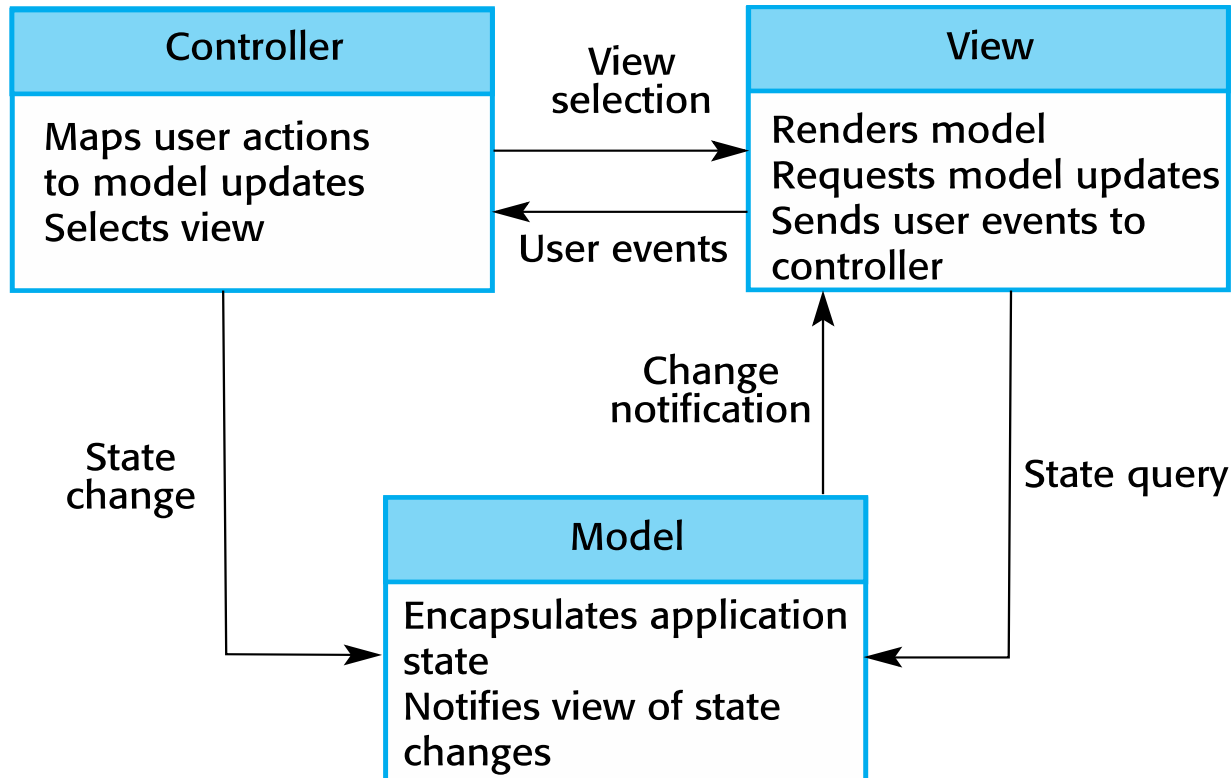 Controller
Maps user actions
to model updates
Selects view
View
selection
User events
View
Renders model
Requests model updates
Sends user events to
controller
State
change
Change
notification
State query
Model
Encapsulates application
state
Notifies view of state
changes